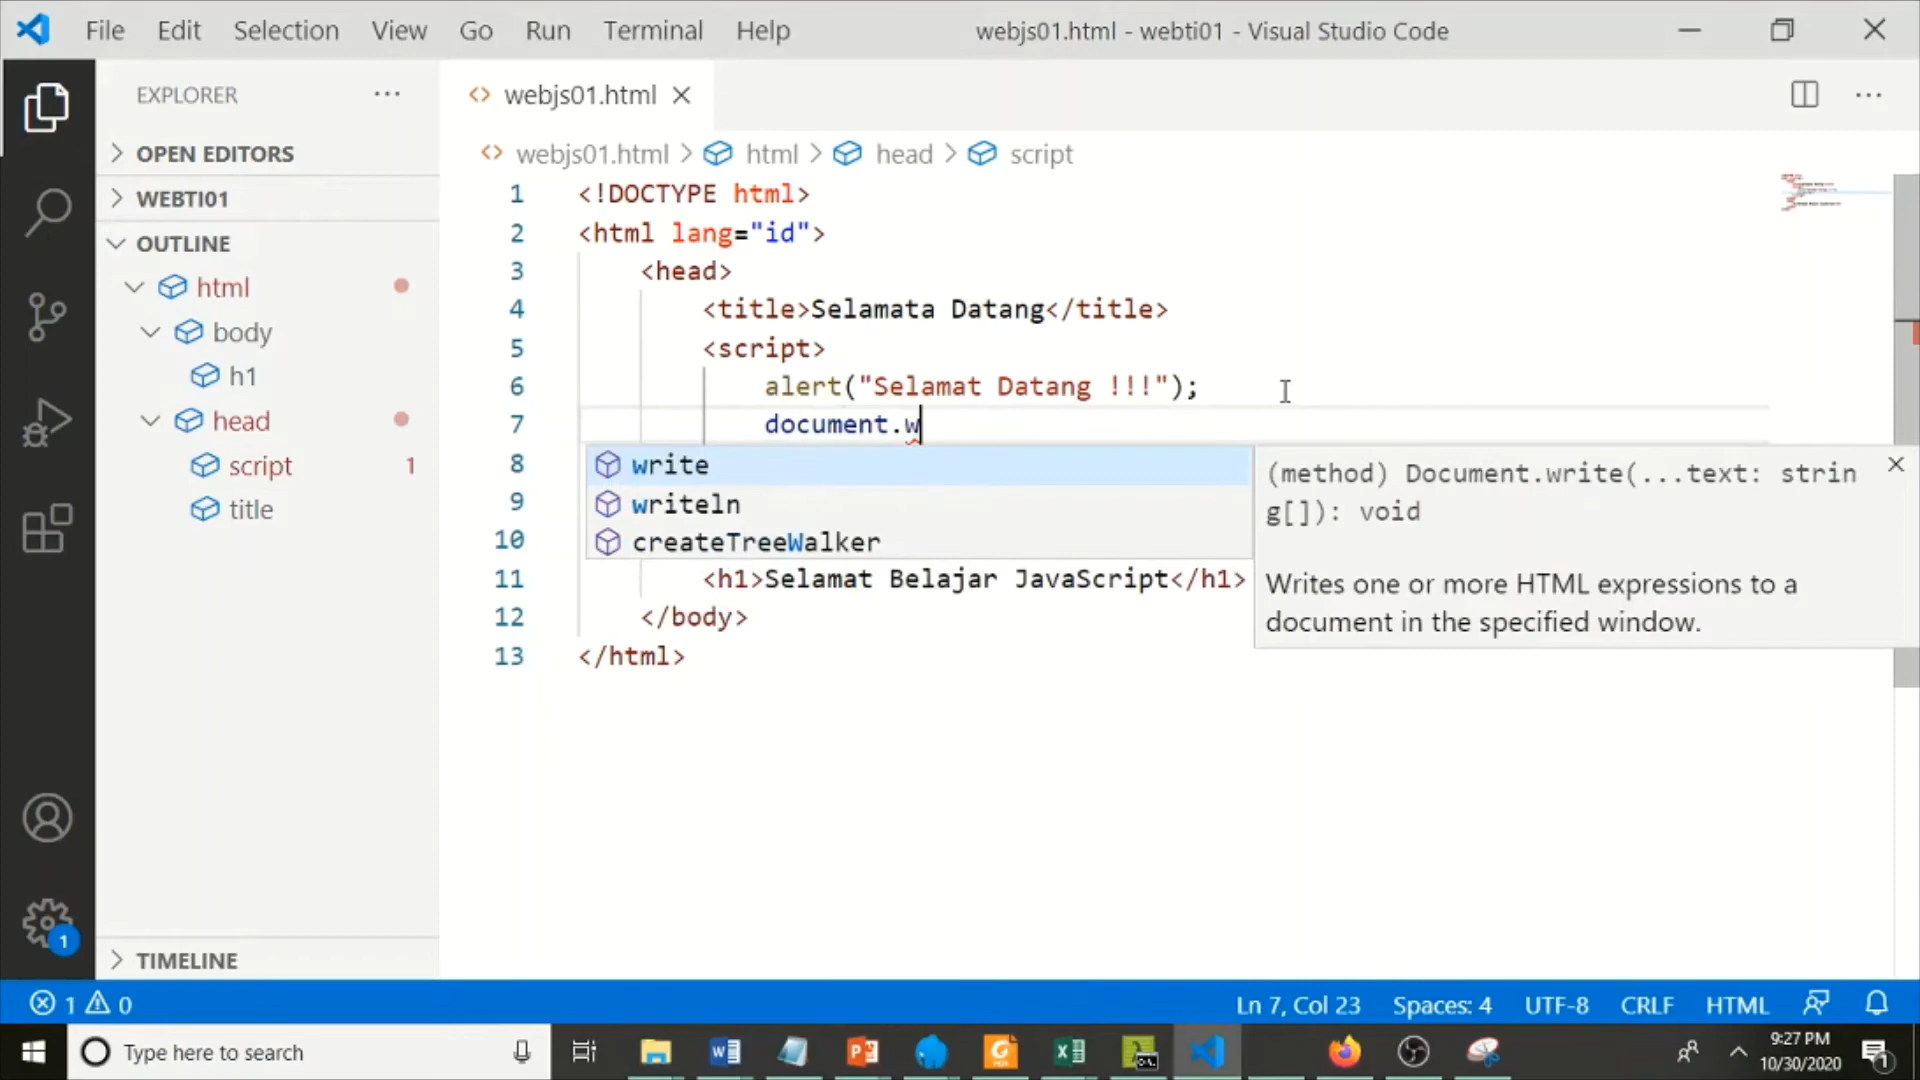 File Edit Selection View Go Run Terminal Help
webjs01.html - webti01 - Visual Studio Code
EXPLORER
webjs01.html
OPEN EDITORS
webjs01.html > html > head > script
WEBTI01
OUTLINE
html
body
h1
head
script 1
title
TIMELINE
1 <!DOCTYPE html>
2 <html lang="id">
3 <head>
4 <title>Selamata Datang</title>
5 <script>
6 alert("Selamat Datang !!!");
7 document.w
8
9
10
11 <h1>Selamat Belajar JavaScript</h1>
12 </body>
13 </html>
write
writeln
createTreeWalker
(method) Document.write(...text: strin
g[]): void
Writes one or more HTML expressions to a
document in the specified window.
1 0
Ln 7, Col 23 Spaces: 4 UTF-8 CRLF HTML
Type here to search
9:27 PM
10/30/2020